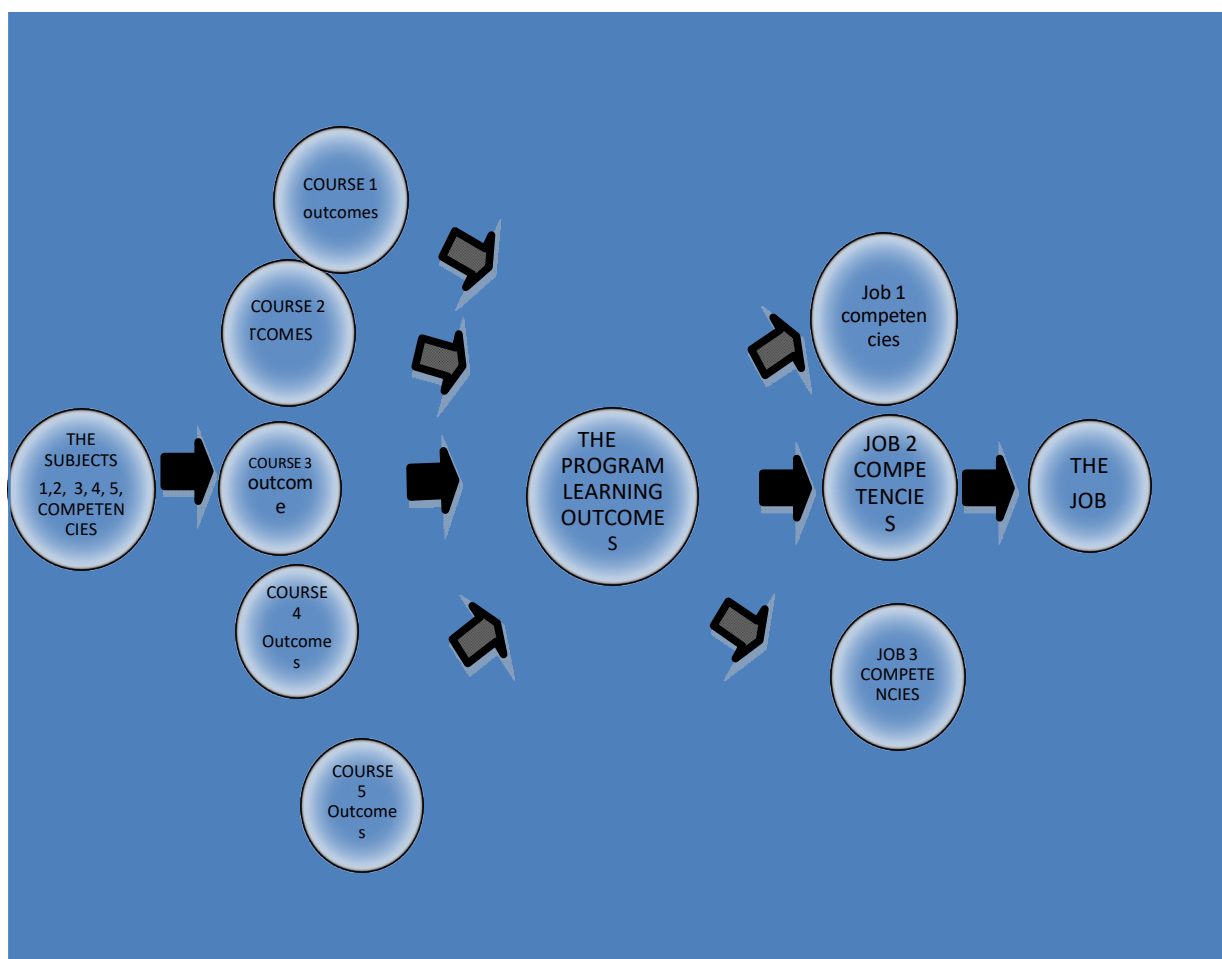 COURSE 1
outcomes
COURSE 2
TCOMES
THE
SUBJECTS
1,2, 3, 4, 5,
COMPETEN
CIES
COURSE 3
outcom
e
COURSE
4
Outcome
s
COURSE
5
Outcome
s
THE
PROGRAM
LEARNING
OUTCOME
S
Job 1
competen
cies
JOB 2
COMPE
TENCIE
S
JOB 3
COMPETE
NCIES
THE
JOB